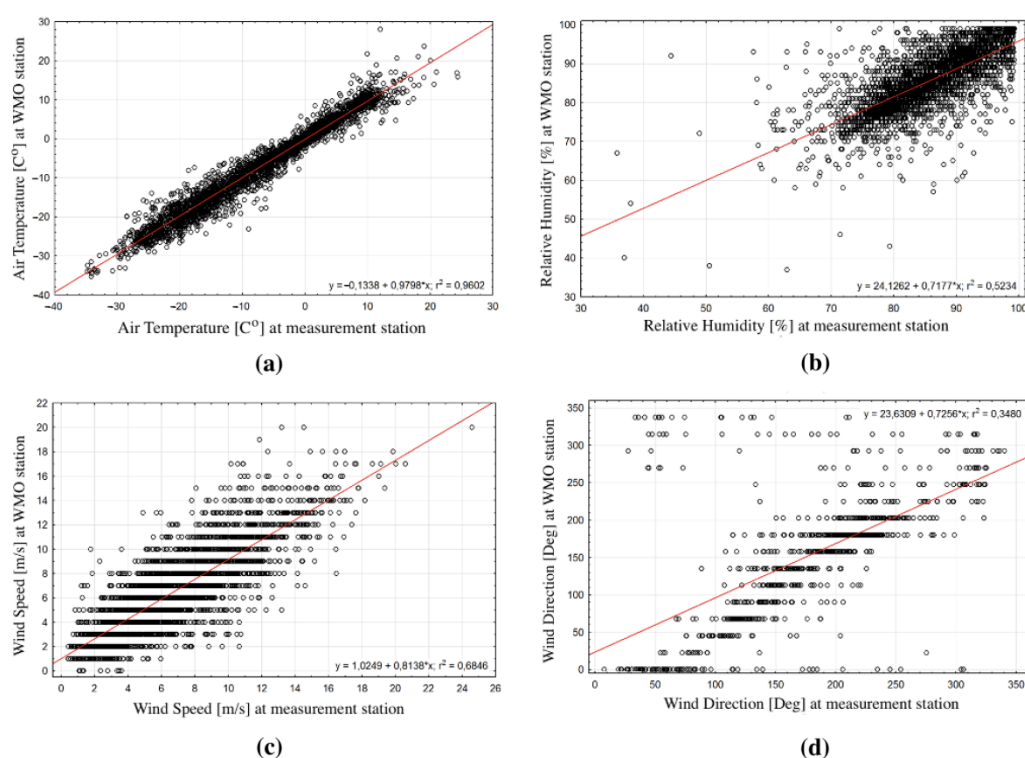 Air Temperature [C°] at WMO station
30
20
10
0
−10
−20
−30
−40
−40 −30 −20 −10 0 10 20 30
y = −0,1338 + 0,9798*x; r² = 0,9602
Air Temperature [C°] at measurement station
(a)
Relative Humidity [%] at WMO station
100
90
80
70
60
50
40
30
30 40 50 60 70 80 90 100
y = 24,1262 + 0,7177*x; r² = 0,5234
Relative Humidity [%] at measurement station
(b)
Wind Speed [m/s] at WMO station
22
20
18
16
14
12
10
8
6
4
2
0
0 2 4 6 8 10 12 14 16 18 20 22 24 26
y = 1,0249 + 0,8138*x; r² = 0,6846
Wind Speed [m/s] at measurement station
(c)
Wind Direction [Deg] at WMO station
350
300
250
200
150
100
50
0
0 50 100 150 200 250 300 350
y = 23,6309 + 0,7256*x; r² = 0,3480
Wind Direction [Deg] at measurement station
(d)